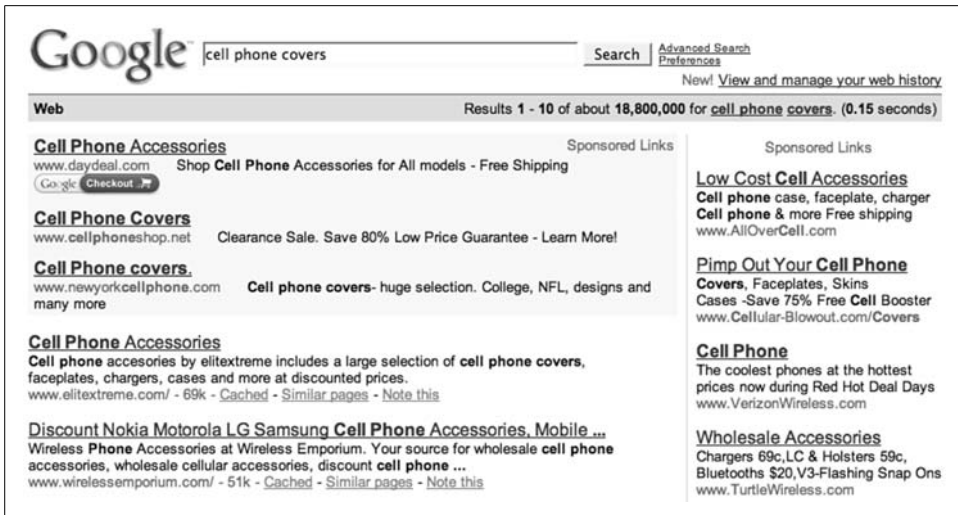 Google™ cell phone covers Search Advanced Search
Preferences
New! View and manage your web history
Web Results 1 - 10 of about 18,800,000 for cell phone covers. (0.15 seconds)
Cell Phone Accessories Sponsored Links
www.daydeal.com Shop Cell Phone Accessories for All models - Free Shipping
Google Checkout
Cell Phone Covers
www.cellphoneshop.net Clearance Sale. Save 80% Low Price Guarantee - Learn More!
Cell Phone covers.
www.newyorkcellphone.com Cell phone covers- huge selection. College, NFL, designs and
many more
Cell Phone Accessories
Cell phone accesories by elitextreme includes a large selection of cell phone covers,
faceplates, chargers, cases and more at discounted prices.
www.elitextreme.com/ - 69k - Cached - Similar pages - Note this
Discount Nokia Motorola LG Samsung Cell Phone Accessories, Mobile ...
Wireless Phone Accessories at Wireless Emporium. Your source for wholesale cell phone
accessories, wholesale cellular accessories, discount cell phone ...
www.wirelessemporium.com/ - 51k - Cached - Similar pages - Note this
Sponsored Links
Low Cost Cell Accessories
Cell phone case, faceplate, charger
Cell phone & more Free shipping
www.AllOverCell.com
Pimp Out Your Cell Phone
Covers, Faceplates, Skins
Cases -Save 75% Free Cell Booster
www.Cellular-Blowout.com/Covers
Cell Phone
The coolest phones at the hottest
prices now during Red Hot Deal Days
www.VerizonWireless.com
Wholesale Accessories
Chargers 69c,LC & Holsters 59c,
Bluetooths $20,V3-Flashing Snap Ons
www.TurtleWireless.com